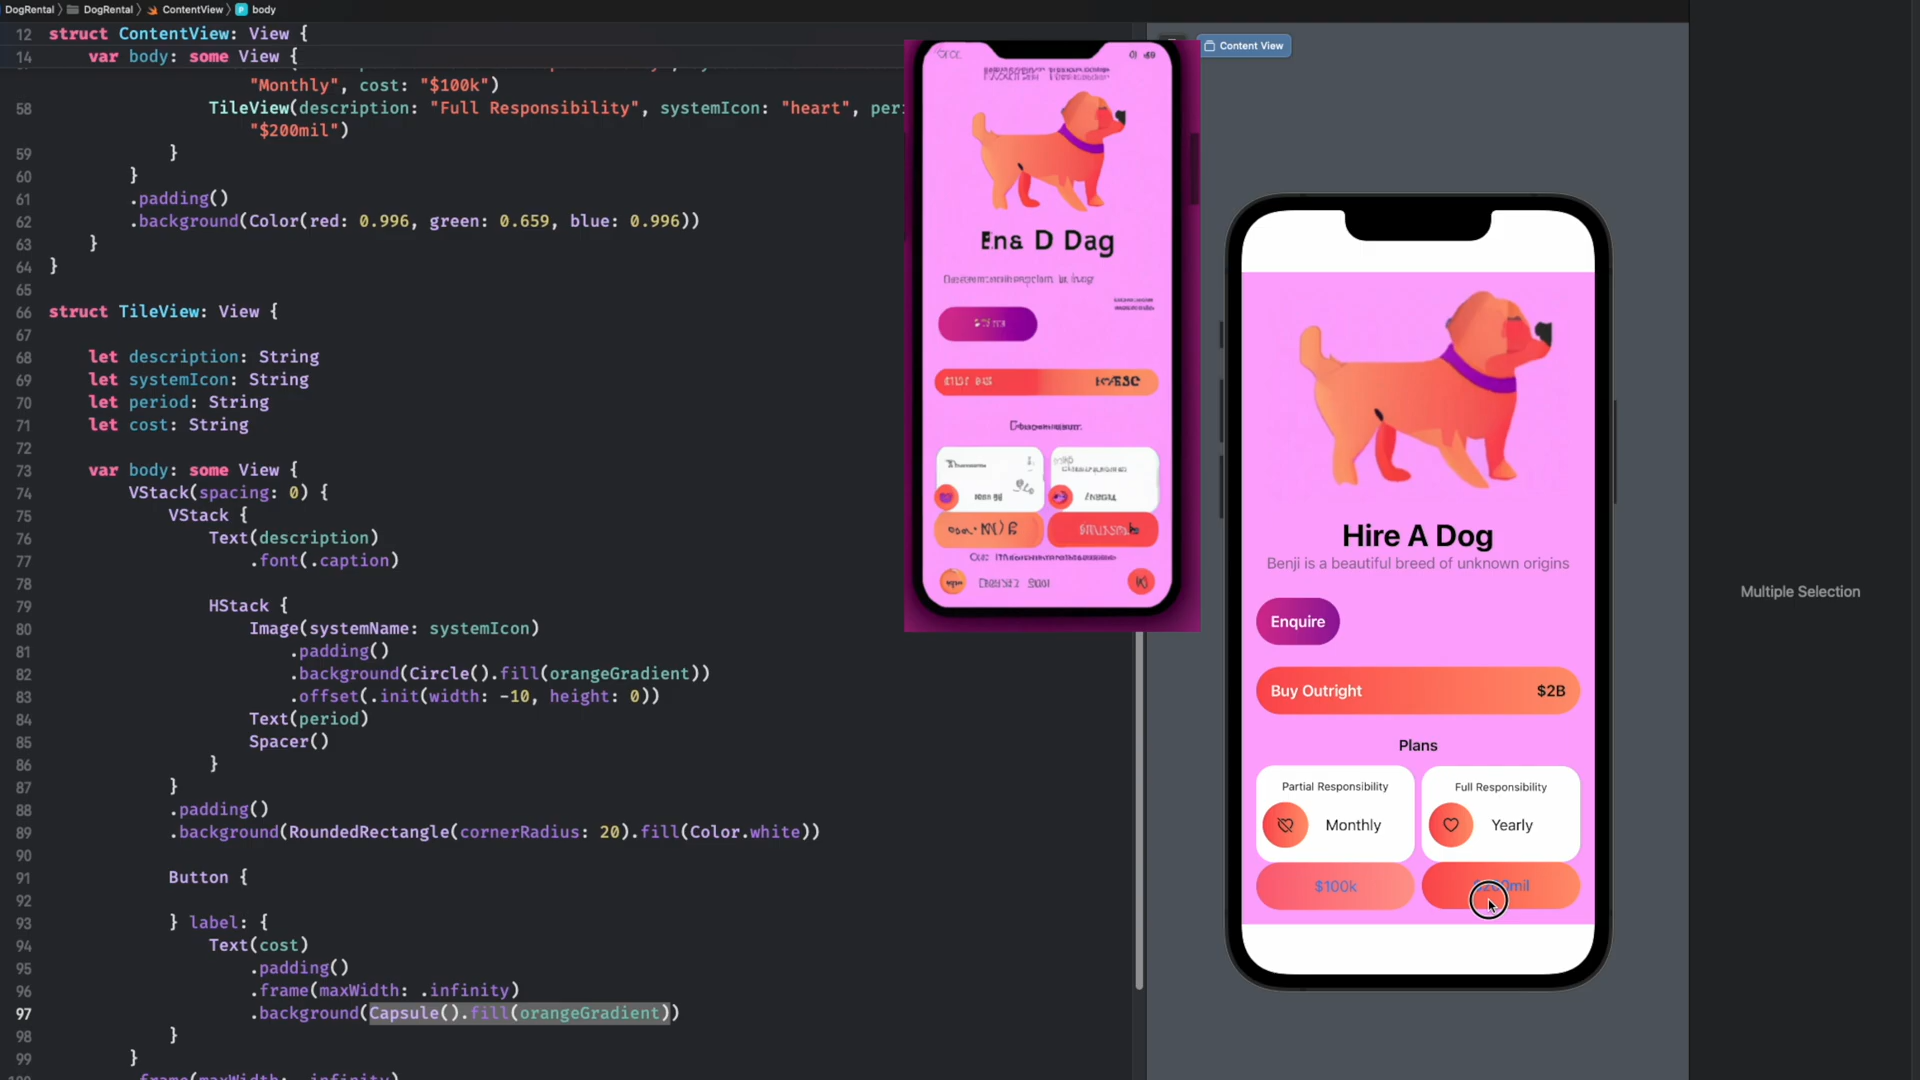 DogRental
DogRental
ContentView
body
12 struct ContentView: View {
14 var body: some View {
"Monthly", cost: "$100k")
58 TileView(description: "Full Responsibility", systemIcon: "heart", peri
"$200mil")
59 }
60 }
61 .padding()
62 .background(Color(red: 0.996, green: 0.659, blue: 0.996))
63 }
64 }
65
66 struct TileView: View {
67
68 let description: String
69 let systemIcon: String
70 let period: String
71 let cost: String
72
73 var body: some View {
74 VStack(spacing: 0) {
75 VStack {
76 Text(description)
77 .font(.caption)
78
79 HStack {
80 Image(systemName: systemIcon)
81 .padding()
82 .background(Circle().fill(orangeGradient))
83 .offset(.init(width: -10, height: 0))
84 Text(period)
85 Spacer()
86 }
87 }
88 .padding()
89 .background(RoundedRectangle(cornerRadius: 20).fill(Color.white))
90
91 Button {
92
93 } label: {
94 Text(cost)
95 .padding()
96 .frame(maxWidth: .infinity)
97 .background(Capsule().fill(orangeGradient))
98 }
99 }
.frame(maxWidth: .infinity)
Ena D Dag
Content View
Hire A Dog
Benji is a beautiful breed of unknown origins
Enquire
Buy Outright $2B
Plans
Partial Responsibility
Monthly
$100k
Full Responsibility
Yearly
Multiple Selection